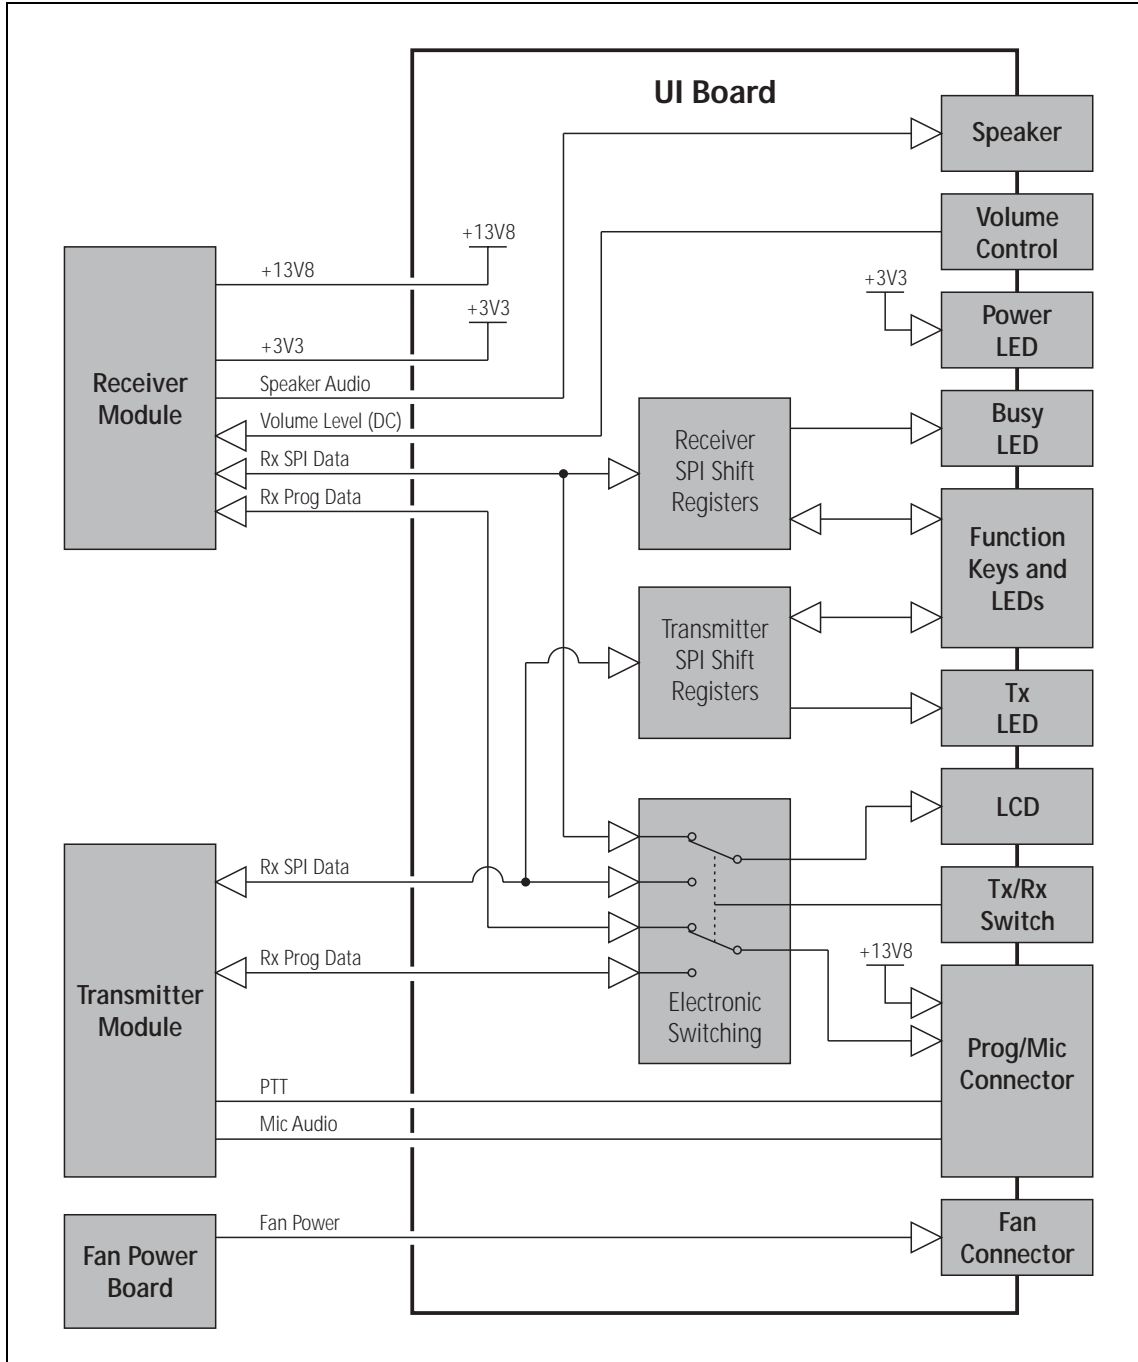 UI Board
Speaker
Volume
Control
+13V8
+13V8
+3V3
+3V3
+3V3
Power
LED
Receiver
Module
Speaker Audio
Volume Level (DC)
Rx SPI Data
Rx Prog Data
Receiver
SPI Shift
Registers
Busy
LED
Function
Keys and
LEDs
Transmitter
SPI Shift
Registers
Tx
LED
LCD
Rx SPI Data
Tx/Rx
Switch
Rx Prog Data
+13V8
Transmitter
Module
Electronic
Switching
Prog/Mic
Connector
PTT
Mic Audio
Fan Power
Fan Power
Board
Fan
Connector